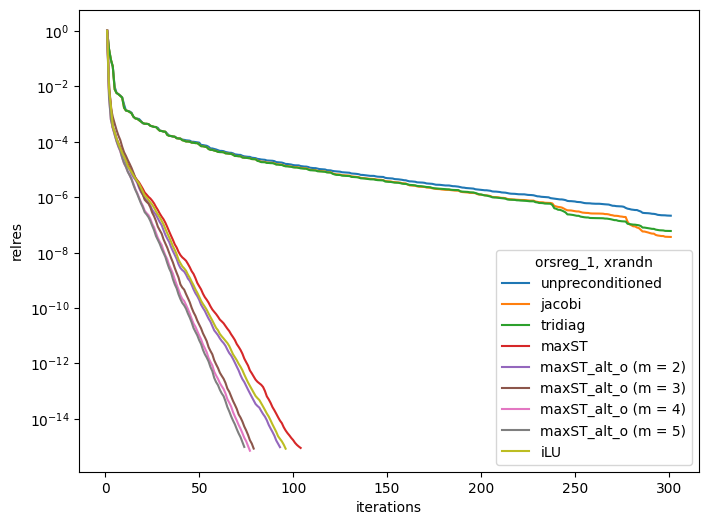 10^0
10^-2
10^-4
10^-6
10^-8
10^-10
10^-12
10^-14
relres
0 50 100 150 200 250 300
iterations
orsreg_1, xrandn
unpreconditioned
jacobi
tridiag
maxST
maxST_alt_o (m = 2)
maxST_alt_o (m = 3)
maxST_alt_o (m = 4)
maxST_alt_o (m = 5)
iLU